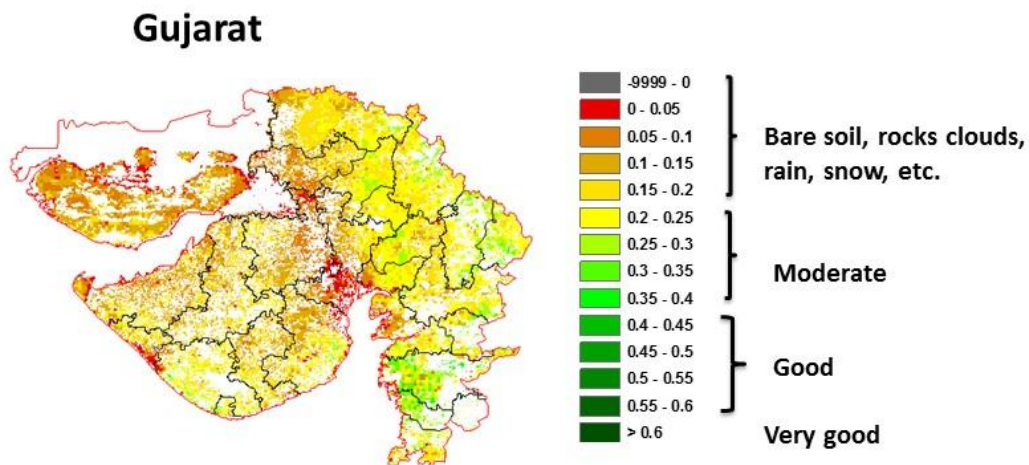 Gujarat
-9999 - 0
0 - 0.05
0.05 - 0.1
0.1 - 0.15
0.15 - 0.2
0.2 - 0.25
0.25 - 0.3
0.3 - 0.35
0.35 - 0.4
0.4 - 0.45
0.45 - 0.5
0.5 - 0.55
0.55 - 0.6
> 0.6
Bare soil, rocks clouds,
rain, snow, etc.
Moderate
Good
Very good